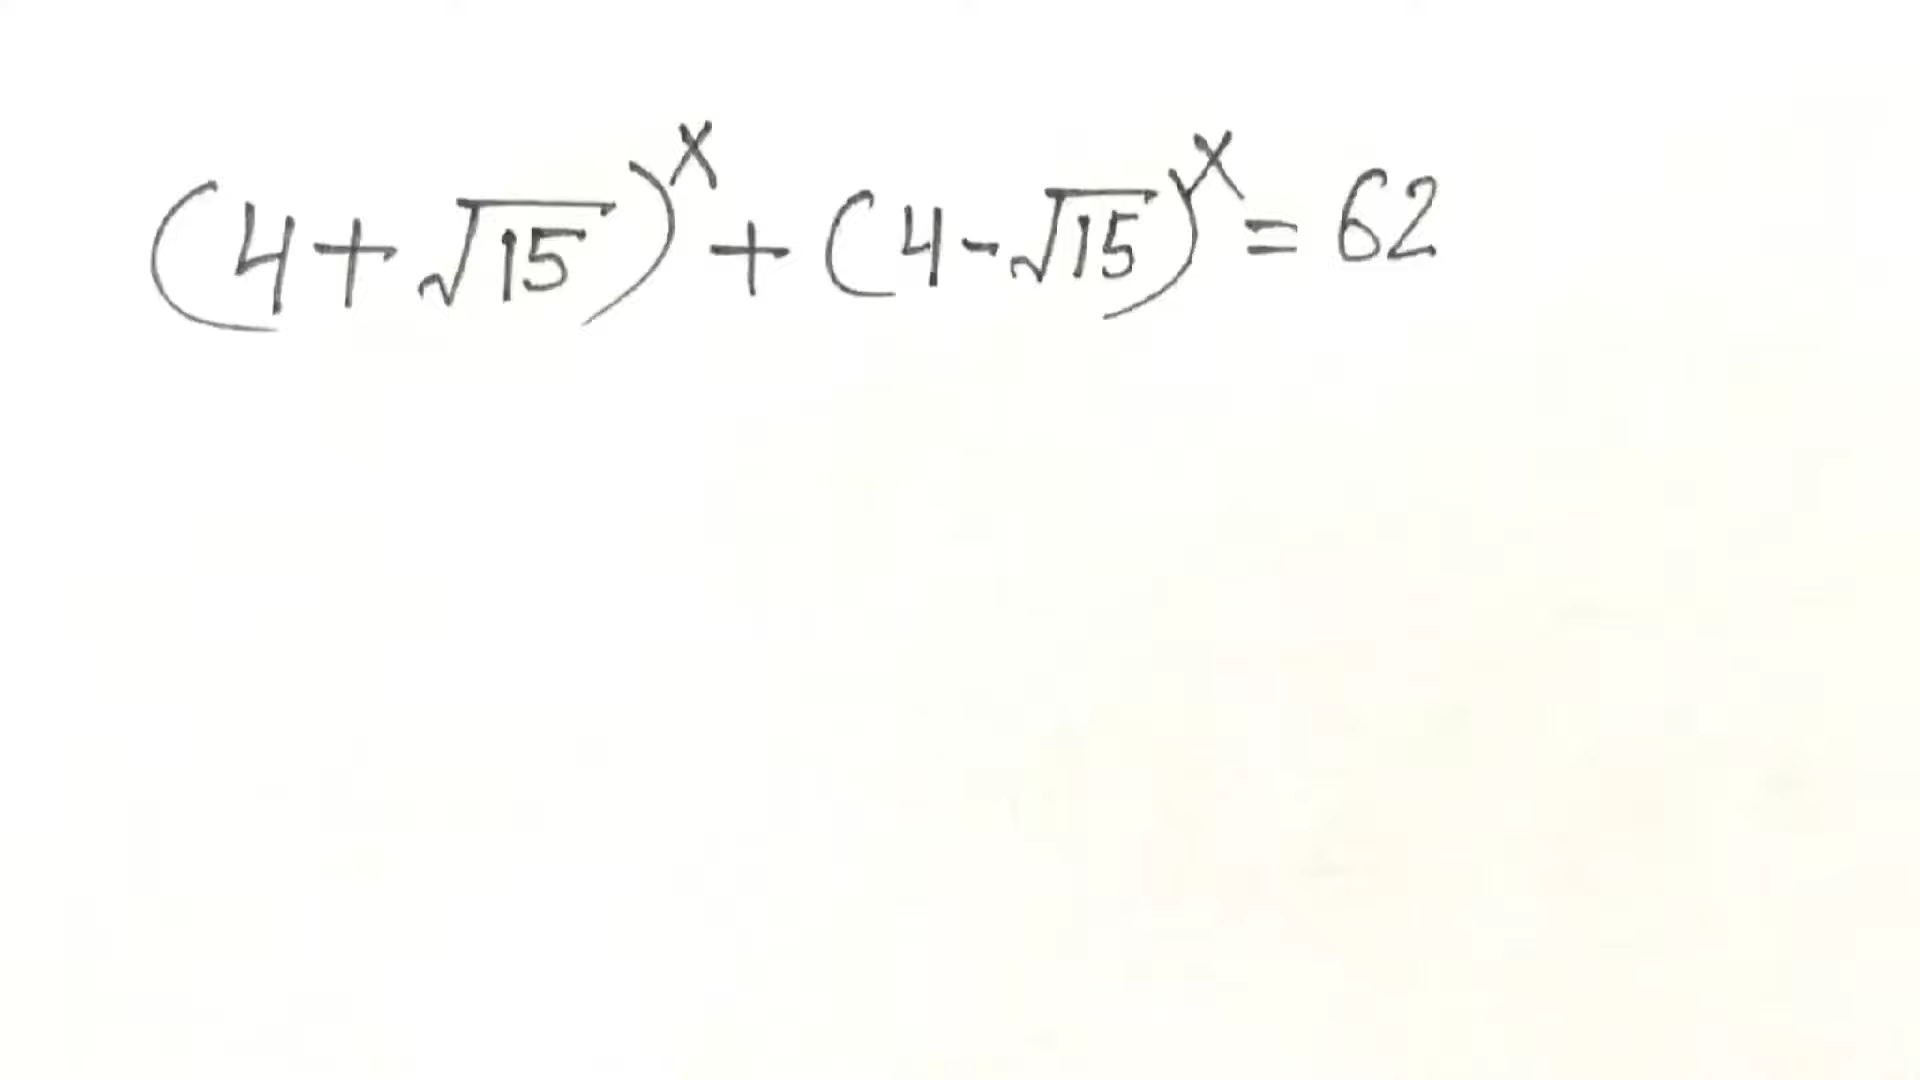 (4+√15)^x + (4-√15)^x = 62